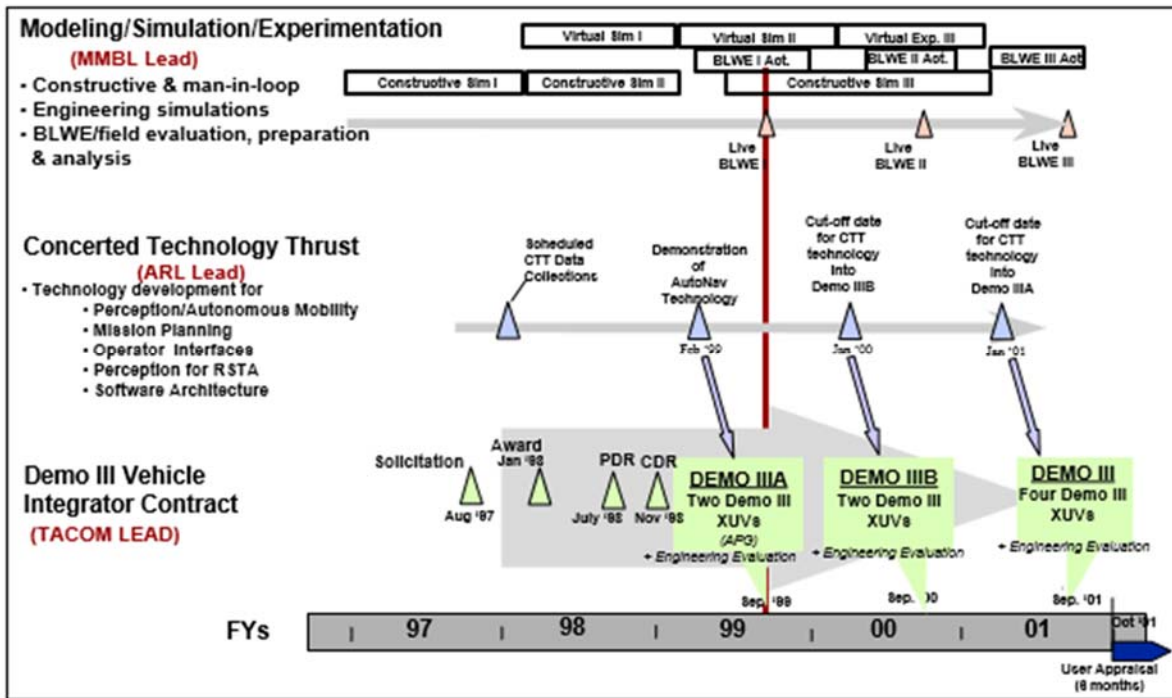 Modeling/Simulation/Experimentation
(MMBL Lead)
- Constructive & man-in-loop
- Engineering simulations
- BLWE/field evaluation, preparation
& analysis
Virtual Sim I
Virtual Sim II
Virtual Exp. III
BLWE I Act.
BLWE II Act.
BLWE III Act
Constructive Sim I
Constructive Sim II
Constructive Sim III
Live
BLWE I
Live
BLWE II
Live
BLWE III
Concerted Technology Thrust
(ARL Lead)
• Technology development for
• Perception/Autonomous Mobility
• Mission Planning
• Operator Interfaces
• Perception for RSTA
• Software Architecture
Scheduled
CTT Data
Collections
Demonstration
of
AutoNav
Technology
Cut-off date
for CTT
technology
Into
Demo IIIB
Cut-off date
for CTT
technology
Into
Demo IIIA
Feb '99
Jan '00
Jan '01
Demo III Vehicle
Integrator Contract
(TACOM LEAD)
Solicitation
Aug '97
Award
Jan '98
PDR
July '98
CDR
Nov '98
DEMO IIIA
Two Demo III
XUVs
(APG)
+ Engineering Evaluation
DEMO IIIB
Two Demo III
XUVs
+ Engineering Evaluation
DEMO III
Four Demo III
XUVs
+ Engineering Evaluation
Sep. '99
Sep. '00
Sep. '01
Oct '01
FYs
97
98
99
00
01
User Appraisal
(6 months)